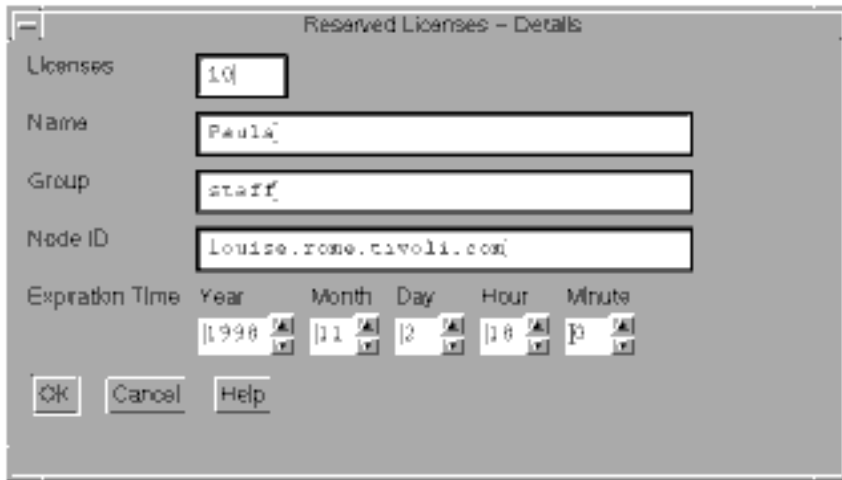 Reserved Licenses – Details
Licenses 10
Name Paula
Group staff
Node ID louise.rome.tivoli.com
Expiration Time Year Month Day Hour Minute
1998 11 2 18 0
OK Cancel Help